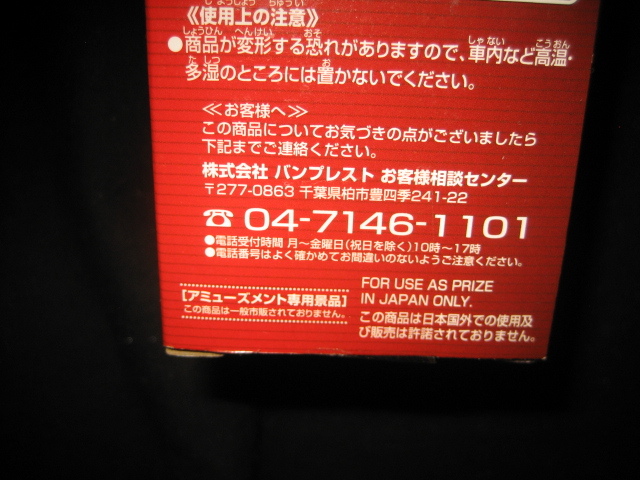 《使用上の注意》
●商品が変形する恐れがありますので、車内など高温・
多湿のところには置かないでください。
≪お客様へ≫
この商品についてお気づきの点がございましたら
下記までご連絡ください。
株式会社 バンプレスト お客様相談センター
〒277-0863 千葉県柏市豊四季241-22
☎ 04-7146-1101
●電話受付時間 月～金曜日(祝日を除く)10時～17時
●電話番号はよく確かめてお間違いのないようご注意ください。
[アミューズメント専用景品]
この商品は一般市販されておりません。
FOR USE AS PRIZE
IN JAPAN ONLY.
この商品は日本国外での使用及
び販売は許諾されておりません。